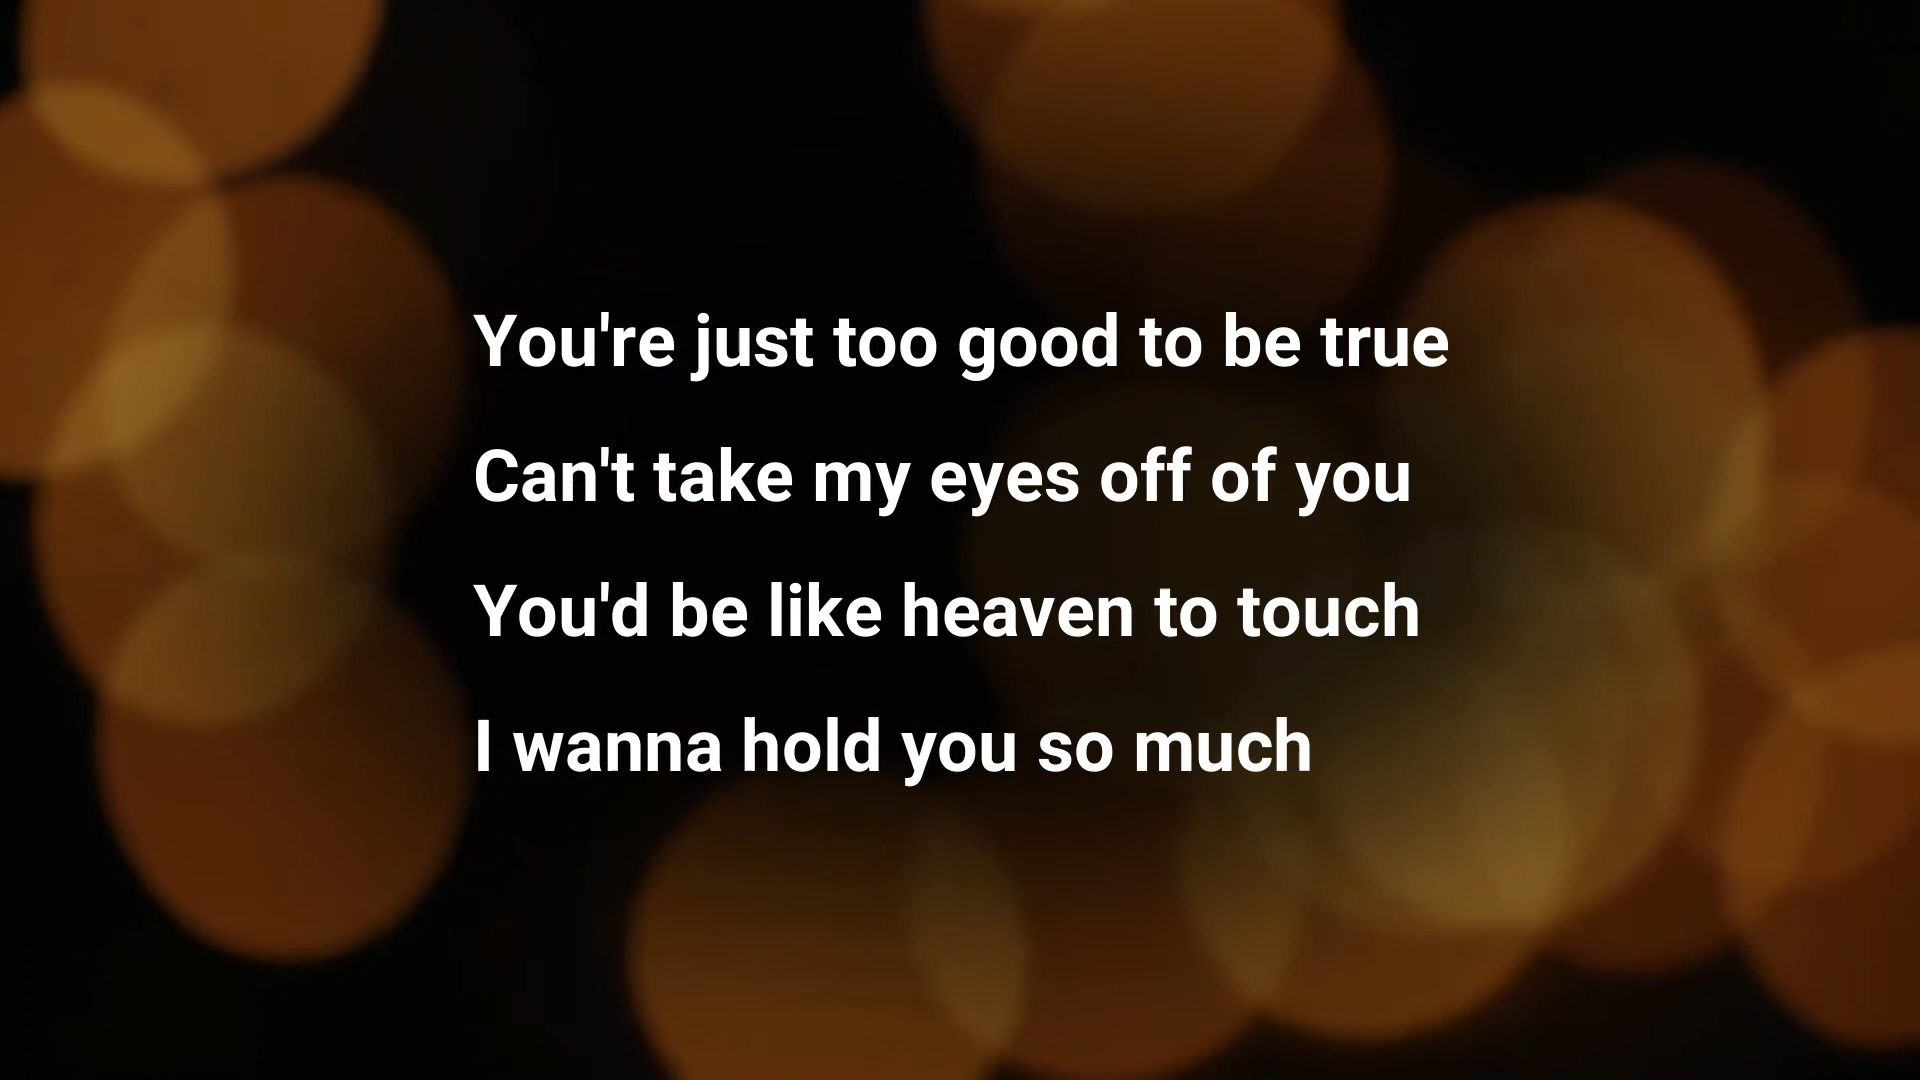 You're just too good to be true
Can't take my eyes off of you
You'd be like heaven to touch
I wanna hold you so much